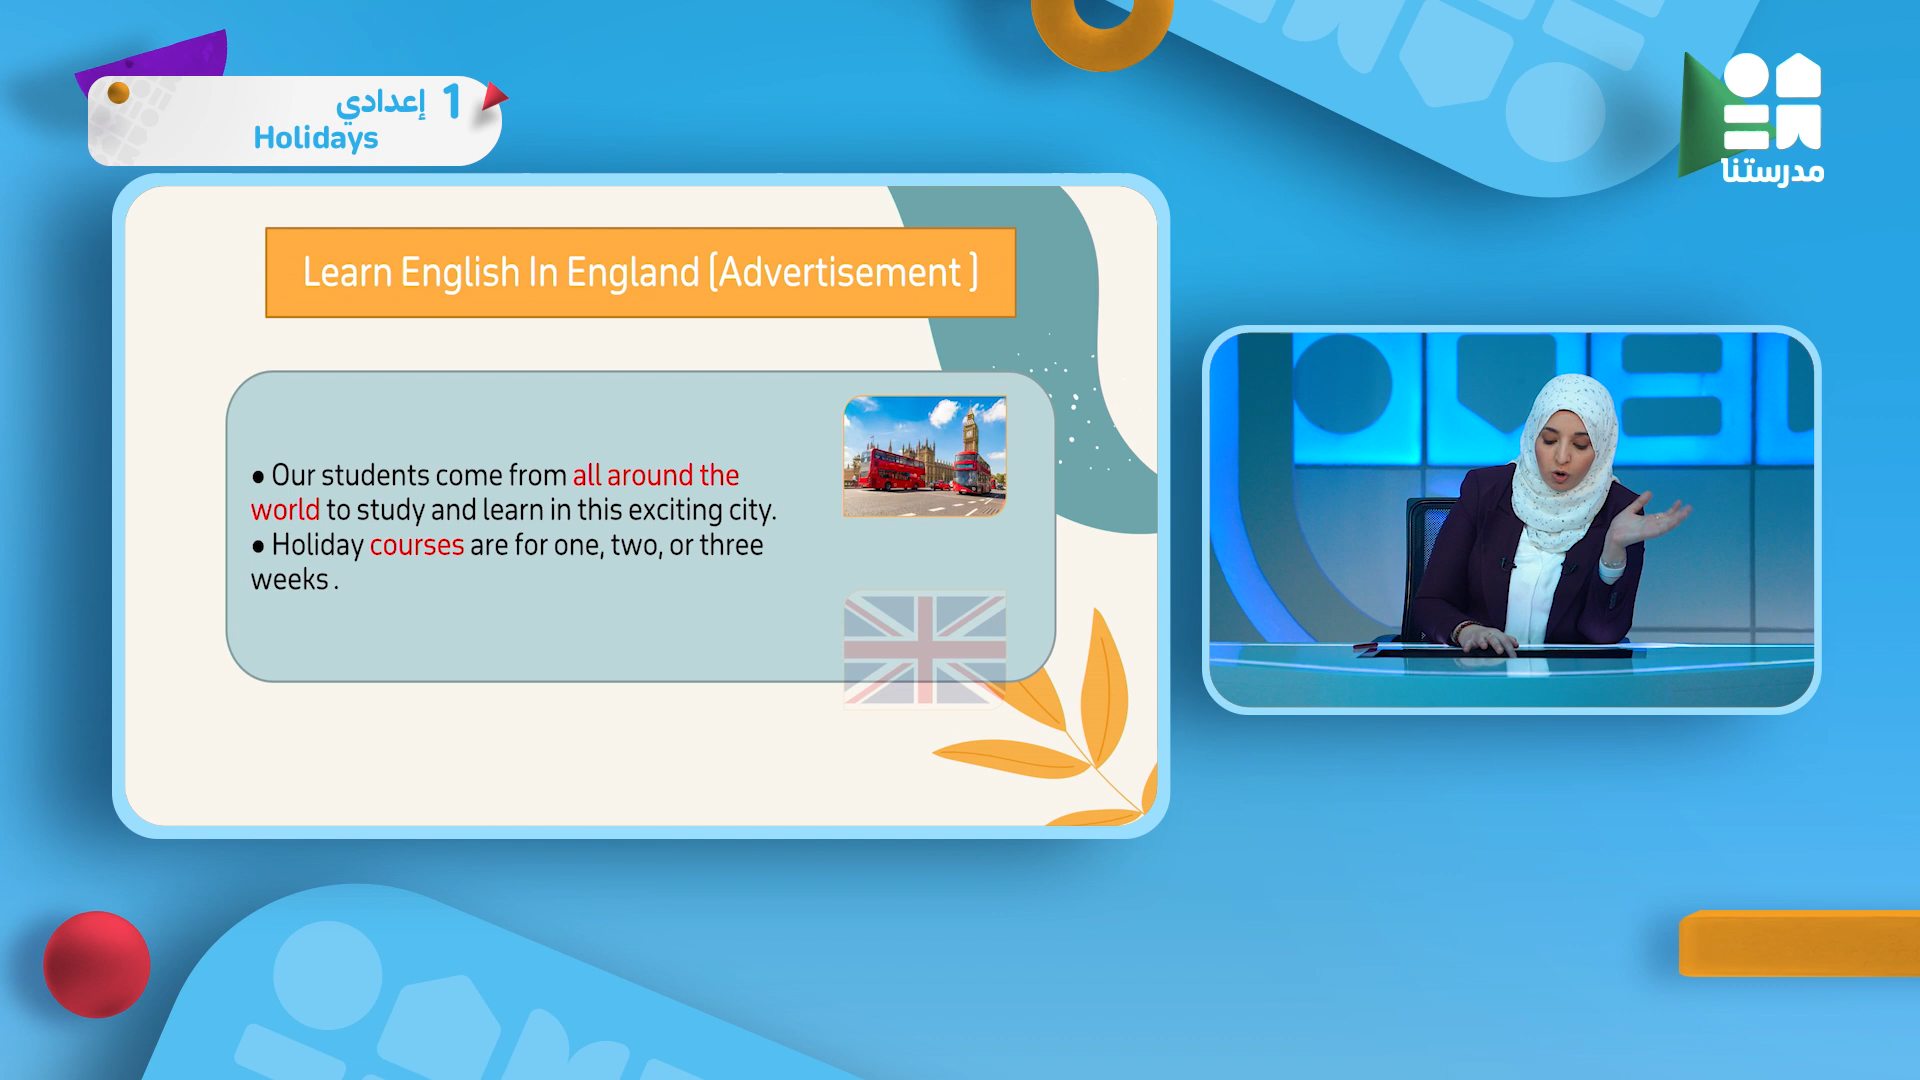 1 إعدادي
Holidays
مدرستنا
Learn English In England (Advertisement )
● Our students come from all around the
world to study and learn in this exciting city.
● Holiday courses are for one, two, or three
weeks .